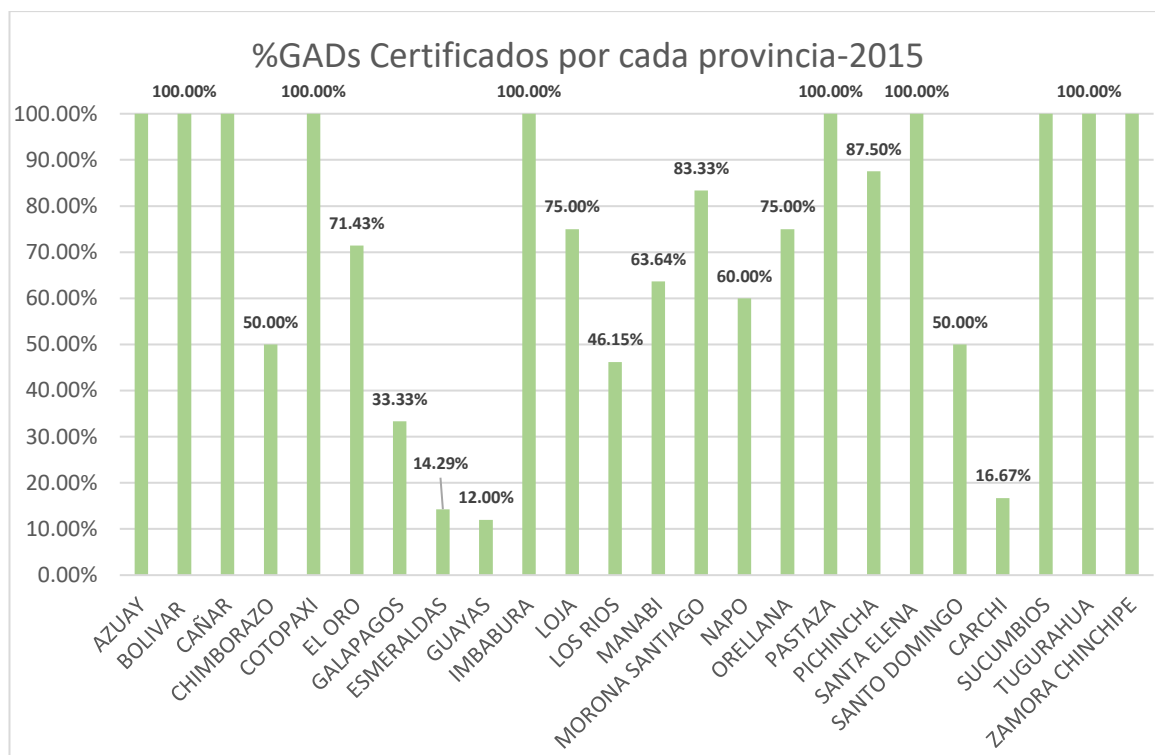 %GADs Certificados por cada provincia-2015
100.00%
100.00%
100.00%
100.00%
100.00%
100.00%
100.00%
90.00%
80.00%
70.00%
60.00%
50.00%
40.00%
30.00%
20.00%
10.00%
0.00%
50.00%
71.43%
33.33%
14.29%
12.00%
75.00%
46.15%
63.64%
83.33%
60.00%
75.00%
87.50%
50.00%
16.67%
AZUAY
BOLIVAR
CAÑAR
CHIMBORAZO
COTOPAXI
EL ORO
GALAPAGOS
ESMERALDAS
GUAYAS
IMBABURA
LOJA
LOS RIOS
MANABI
MORONA SANTIAGO
NAPO
ORELLANA
PASTAZA
PICHINCHA
SANTA ELENA
SANTO DOMINGO
CARCHI
SUCUMBIOS
TUGURAHUA
ZAMORA CHINCHIPE